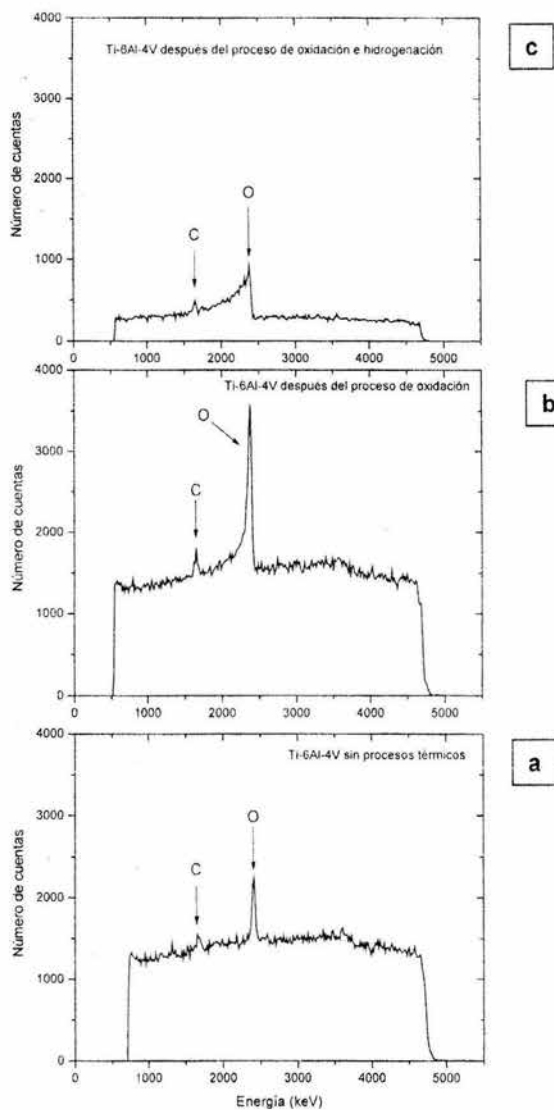 4000
Ti-6Al-4V después del proceso de oxidación e hidrogenación
c
3000
Número de cuentas
2000
O
C
1000
0
0 1000 2000 3000 4000 5000
4000
Ti-6Al-4V después del proceso de oxidación
b
O
3000
Número de cuentas
C
2000
1000
0
0 1000 2000 3000 4000 5000
4000
Ti-6Al-4V sin procesos térmicos
a
3000
O
Número de cuentas
C
2000
1000
0
0 1000 2000 3000 4000 5000
Energía (keV)